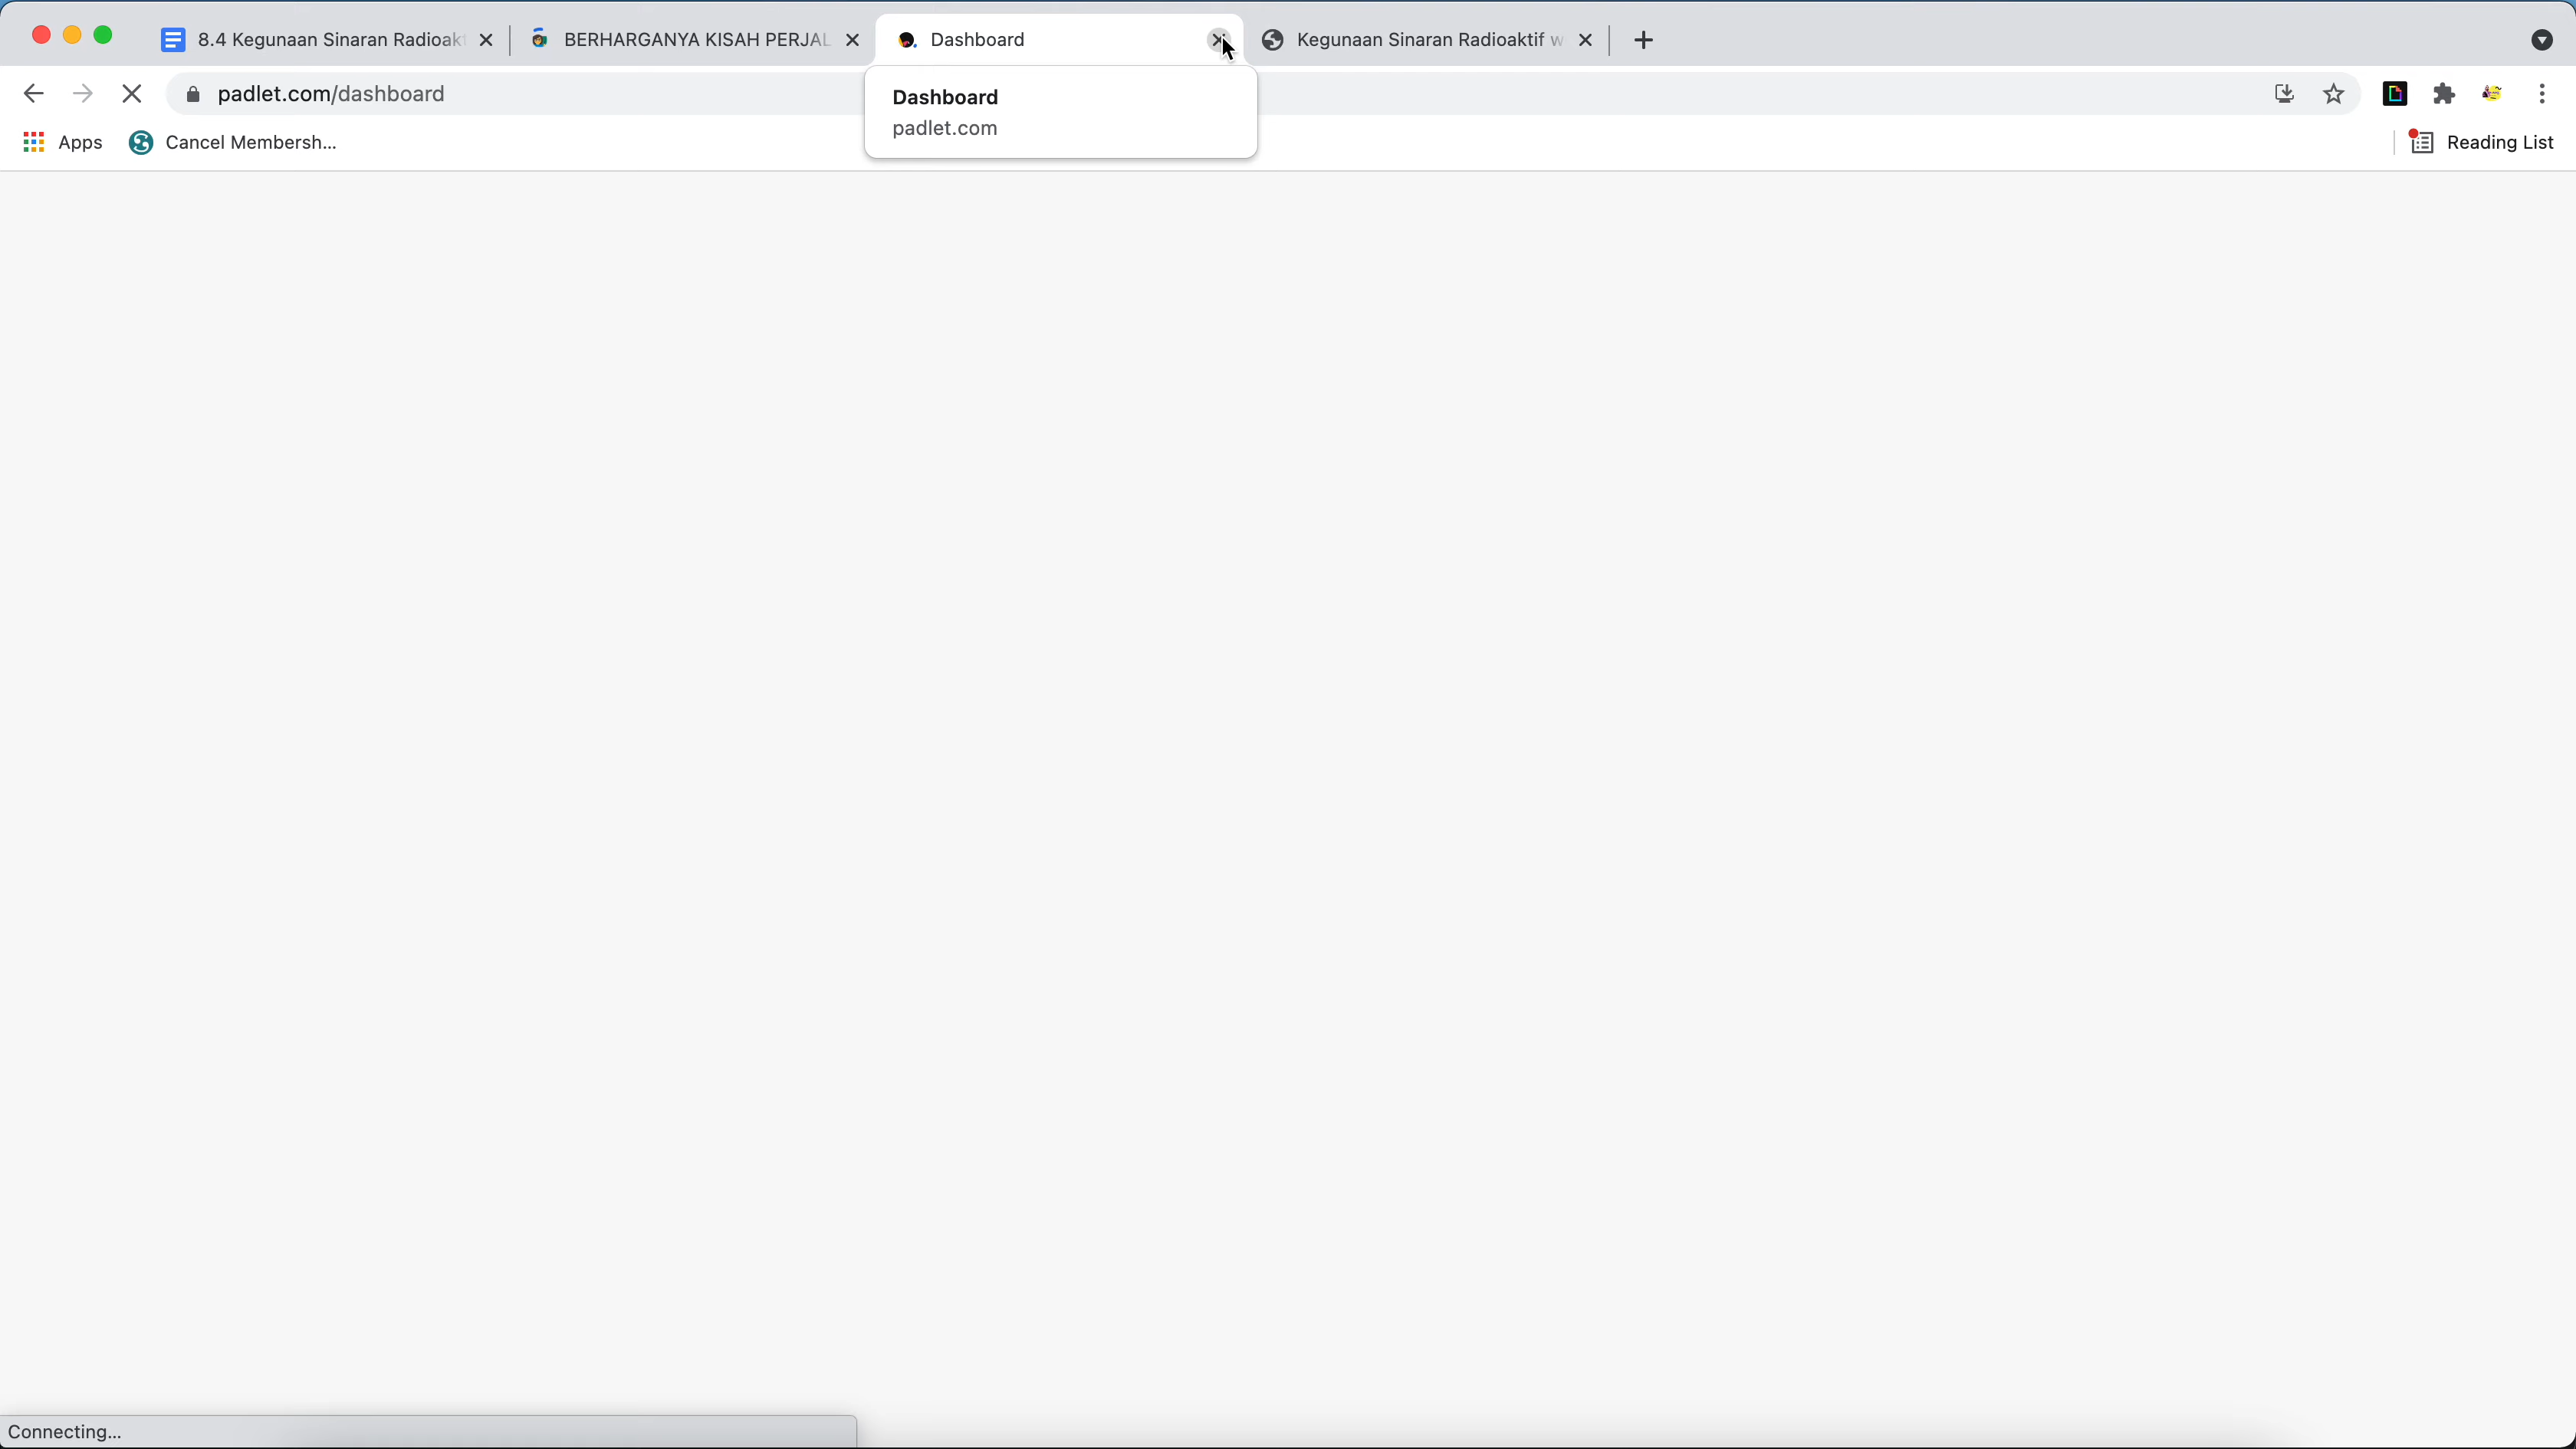 8.4 Kegunaan Sinaran Radioakt
BERHARGANYA KISAH PERJAL
Dashboard
Kegunaan Sinaran Radioaktif w
padlet.com/dashboard
Dashboard
padlet.com
Apps
Cancel Membersh...
Reading List
Connecting...